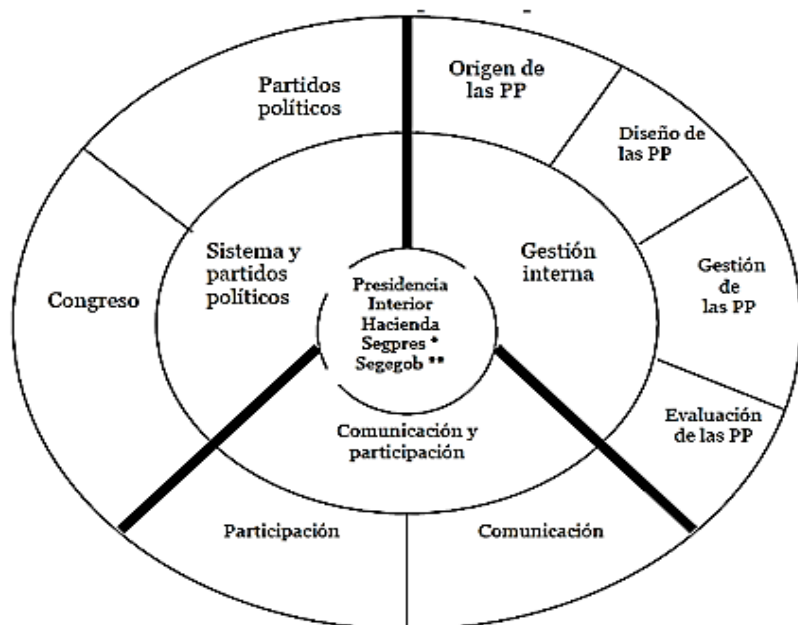 Partidos
políticos
Origen de
las PP
Diseño de
las PP
Gestión
de
las PP
Evaluación
de las PP
Comunicación
Participación
Congreso
Sistema y
partidos
políticos
Gestión
interna
Comunicación y
participación
Presidencia
Interior
Hacienda
Segpres *
Segegob **